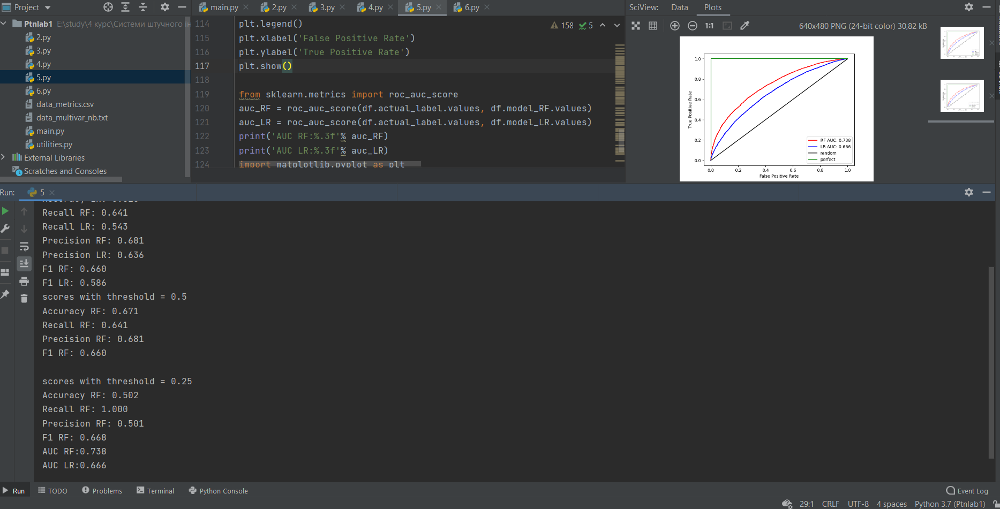 Project
main.py
2.py
3.py
4.py
5.py
6.py
SciView:
Data
Plots
Ptnlab1 E:\study\4 курс\Системи штучного ін
2.py
3.py
4.py
5.py
6.py
data_metrics.csv
data_multivar_nb.txt
main.py
utilities.py
External Libraries
Scratches and Consoles
158 5
114 plt.legend()
115 plt.xlabel('False Positive Rate')
116 plt.ylabel('True Positive Rate')
117 plt.show()
118
119 from sklearn.metrics import roc_auc_score
120 auc_RF = roc_auc_score(df.actual_label.values, df.model_RF.values)
121 auc_LR = roc_auc_score(df.actual_label.values, df.model_LR.values)
122 print('AUC RF:%.3f'% auc_RF)
123 print('AUC LR:%.3f'% auc_LR)
124 import matplotlib.pyplot as plt
1:1
640x480 PNG (24-bit color) 30,82 kB
1.0
0.8
0.6
0.4
0.2
0.0
True Positive Rate
RF AUC: 0.738
LR AUC: 0.666
random
perfect
0.0 0.2 0.4 0.6 0.8 1.0
False Positive Rate
Run: 5
Recall RF: 0.641
Recall LR: 0.543
Precision RF: 0.681
Precision LR: 0.636
F1 RF: 0.660
F1 LR: 0.586
scores with threshold = 0.5
Accuracy RF: 0.671
Recall RF: 0.641
Precision RF: 0.681
F1 RF: 0.660
scores with threshold = 0.25
Accuracy RF: 0.502
Recall RF: 1.000
Precision RF: 0.501
F1 RF: 0.668
AUC RF:0.738
AUC LR:0.666
Run TODO Problems Terminal Python Console Event Log
29:1 CRLF UTF-8 4 spaces Python 3.7 (Ptnlab1)